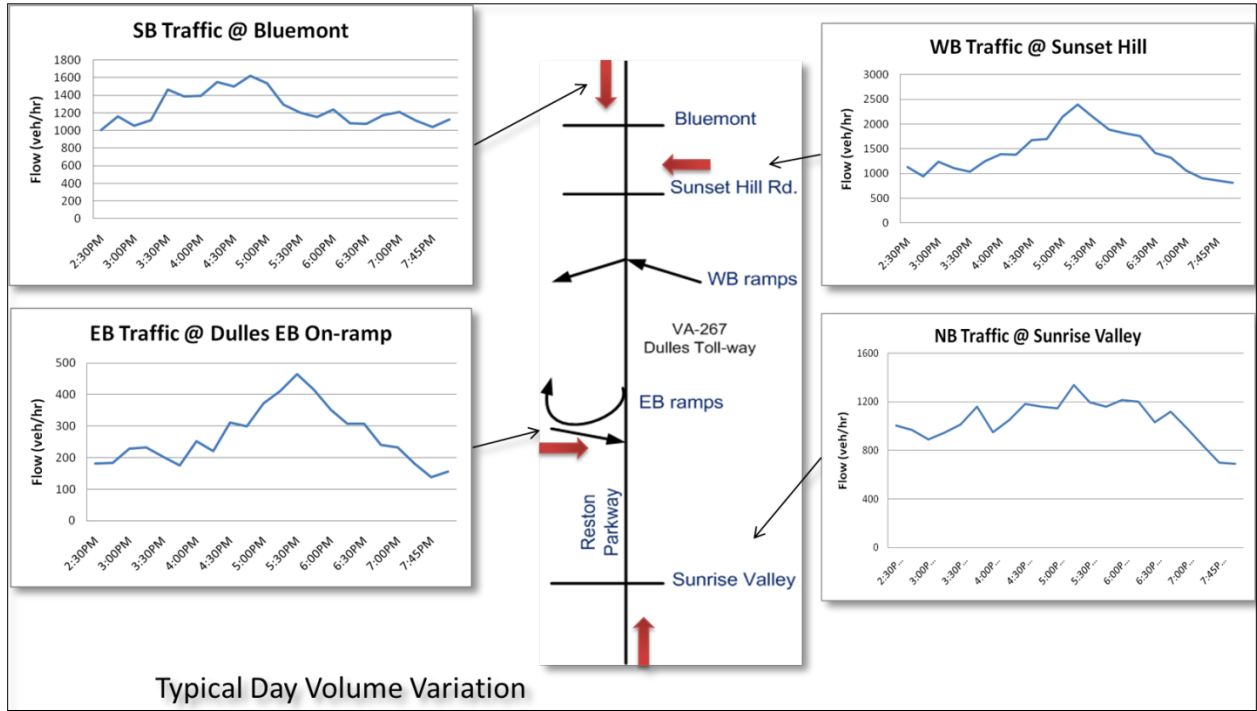 SB Traffic @ Bluemont
Flow (veh/hr)
1800
1600
1400
1200
1000
800
600
400
200
0
2:30PM
3:00PM
3:30PM
4:00PM
4:30PM
5:00PM
5:30PM
6:00PM
6:30PM
7:00PM
7:45PM
EB Traffic @ Dulles EB On-ramp
Flow (veh/hr)
500
400
300
200
100
0
2:30PM
3:00PM
3:30PM
4:00PM
4:30PM
5:00PM
5:30PM
6:00PM
6:30PM
7:00PM
7:45PM
Bluemont
Sunset Hill Rd.
WB ramps
VA-267
Dulles Toll-way
EB ramps
Reston
Parkway
Sunrise Valley
WB Traffic @ Sunset Hill
Flow (veh/hr)
3000
2500
2000
1500
1000
500
0
2:30PM
3:00PM
3:30PM
4:00PM
4:30PM
5:00PM
5:30PM
6:00PM
6:30PM
7:00PM
7:45PM
NB Traffic @ Sunrise Valley
Flow (veh/hr)
1600
1200
800
400
0
2:30P...
3:00P...
3:30P...
4:00P...
4:30P...
5:00P...
5:30P...
6:00P...
6:30P...
7:00P...
7:45P...
Typical Day Volume Variation